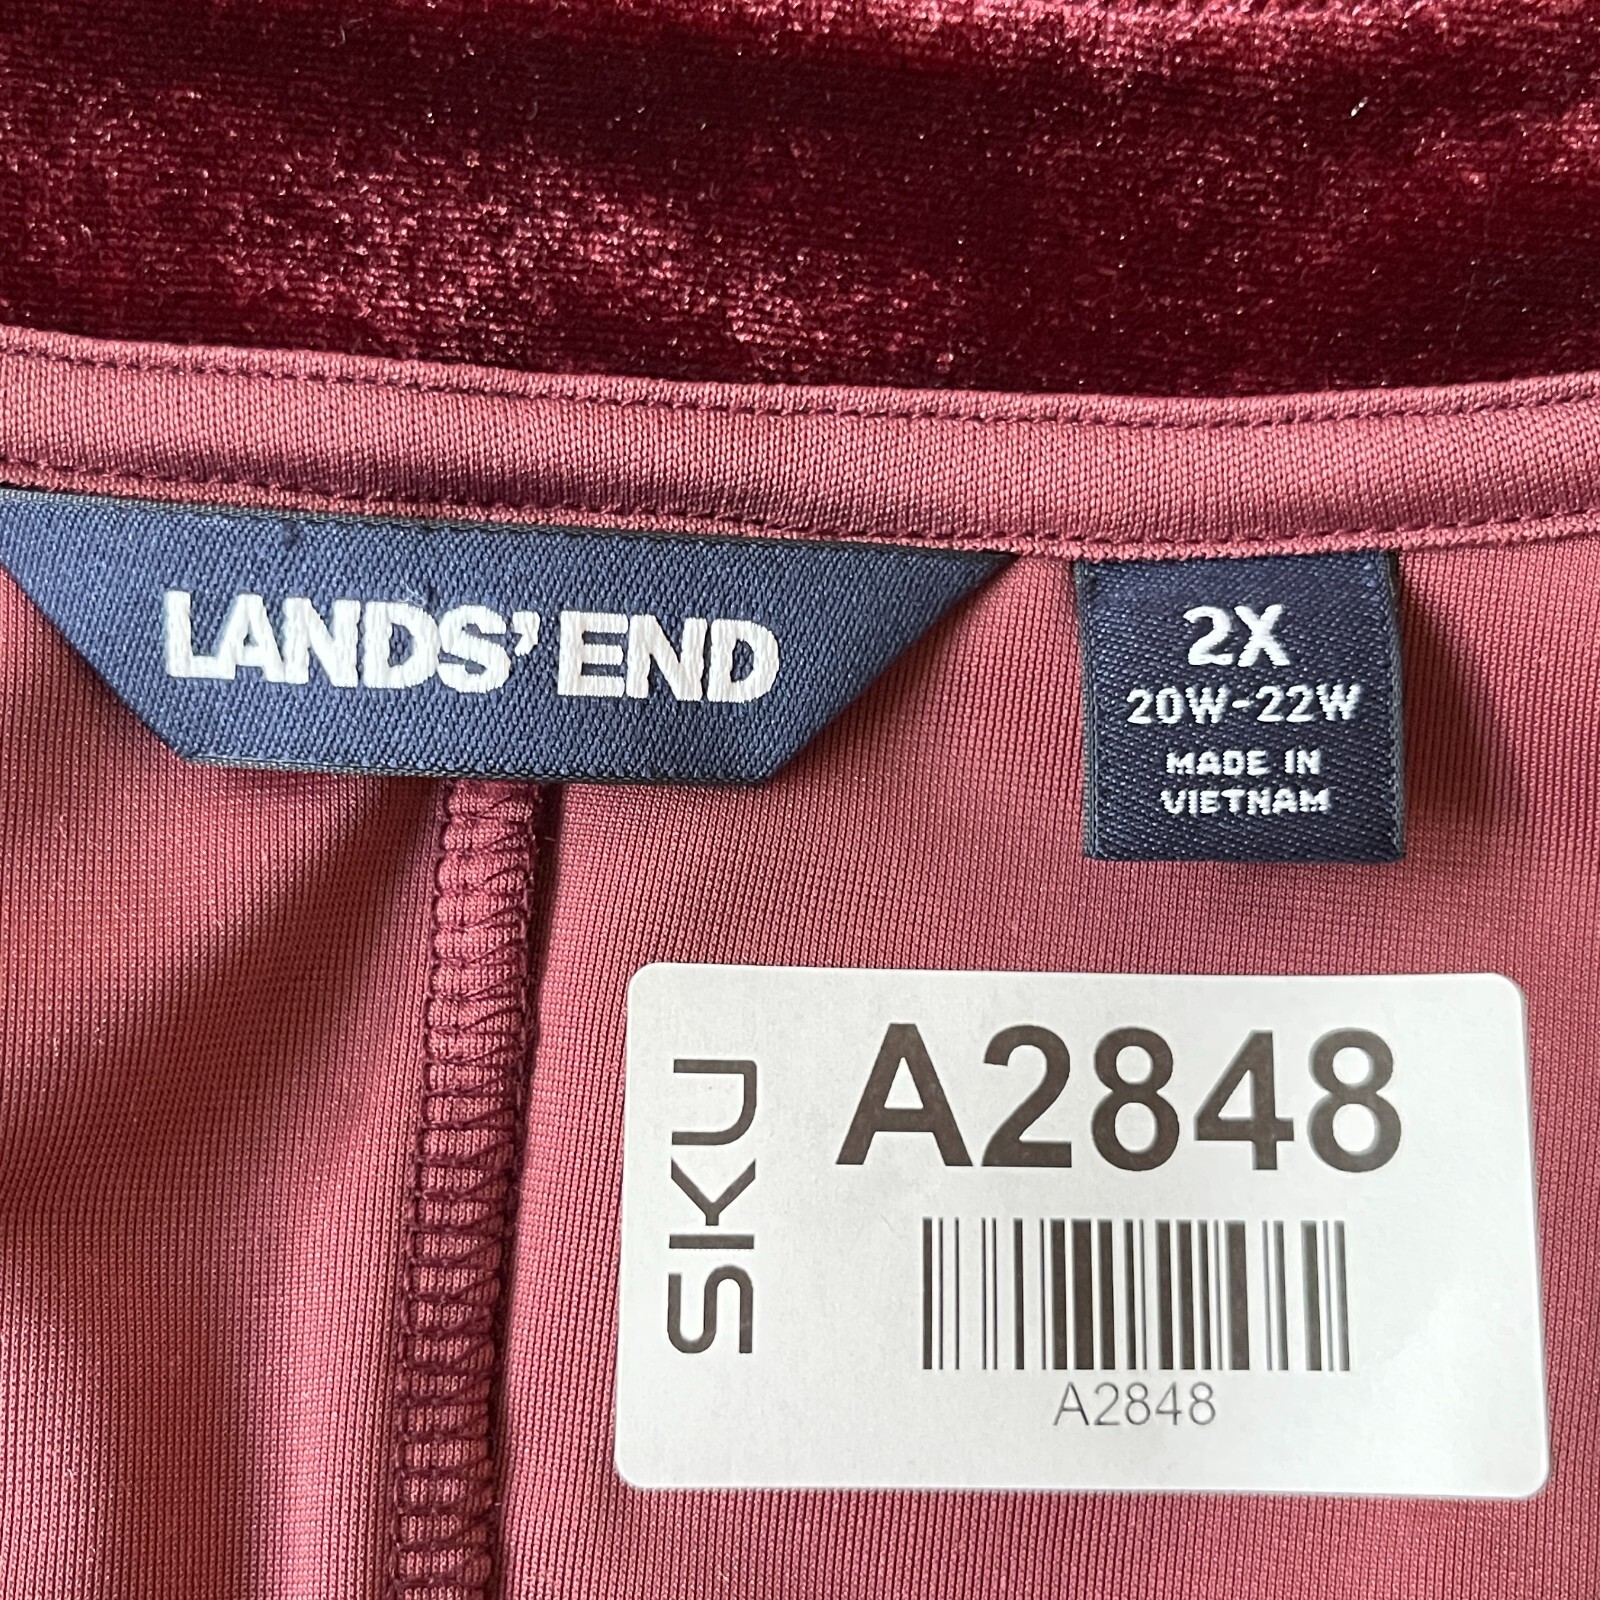 LANDS' END
2X
20W-22W
MADE IN
VIETNAM
SKU
A2848
A2848